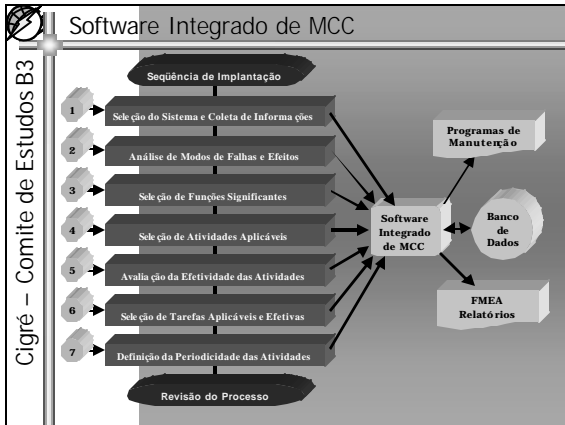 Software Integrado de MCC
Cigré – Comite de Estudos B3
Seqüência de Implantação
1
Seleção do Sistema e Coleta de Informações
2
Análise de Modos de Falhas e Efeitos
3
Seleção de Funções Significantes
4
Seleção de Atividades Aplicáveis
5
Avaliação da Efetividade das Atividades
6
Seleção de Tarefas Aplicáveis e Efetivas
7
Definição da Periodicidade das Atividades
Revisão do Processo
Software
Integrado
de MCC
Programas de
Manutenção
Banco
de
Dados
FMEA
Relatórios